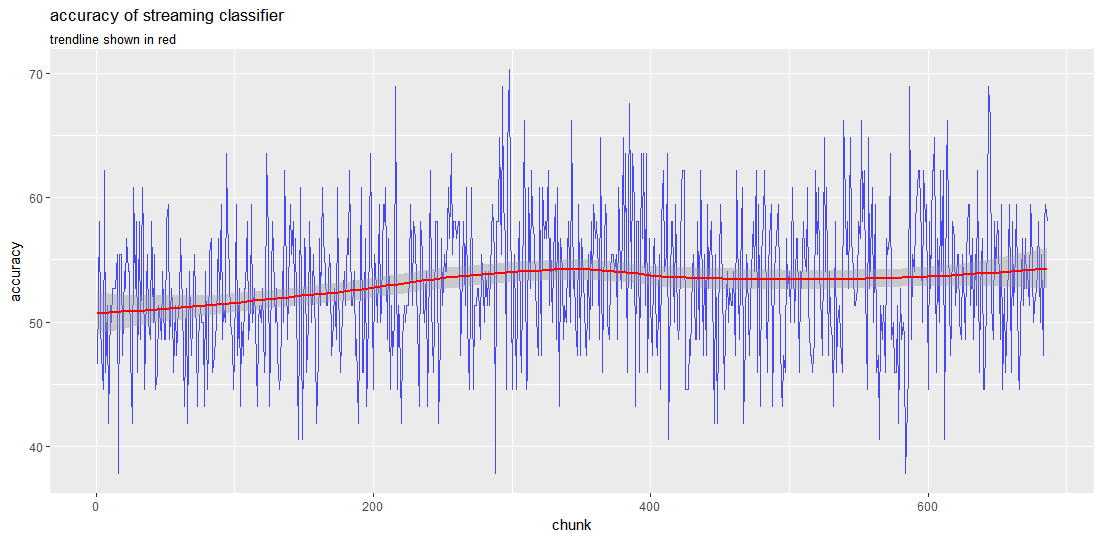 accuracy of streaming classifier
trendline shown in red
70
60
50
40
accuracy
0
200
400
600
chunk